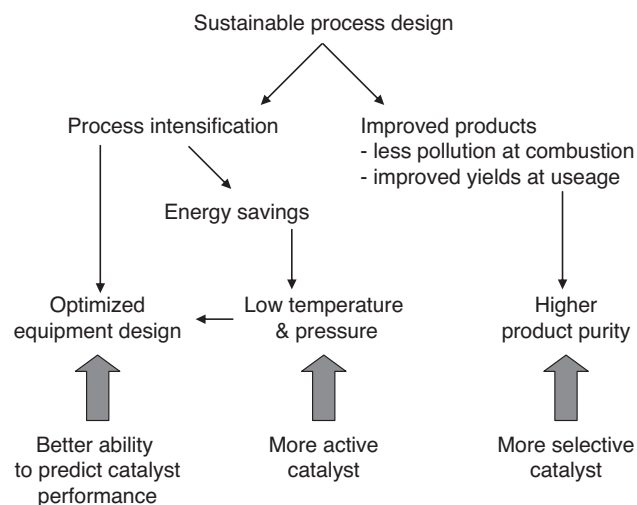 Sustainable process design
Process intensification
Improved products
- less pollution at combustion
- improved yields at useage
Energy savings
Optimized
equipment design
Low temperature
& pressure
Higher
product purity
Better ability
to predict catalyst
performance
More active
catalyst
More selective
catalyst